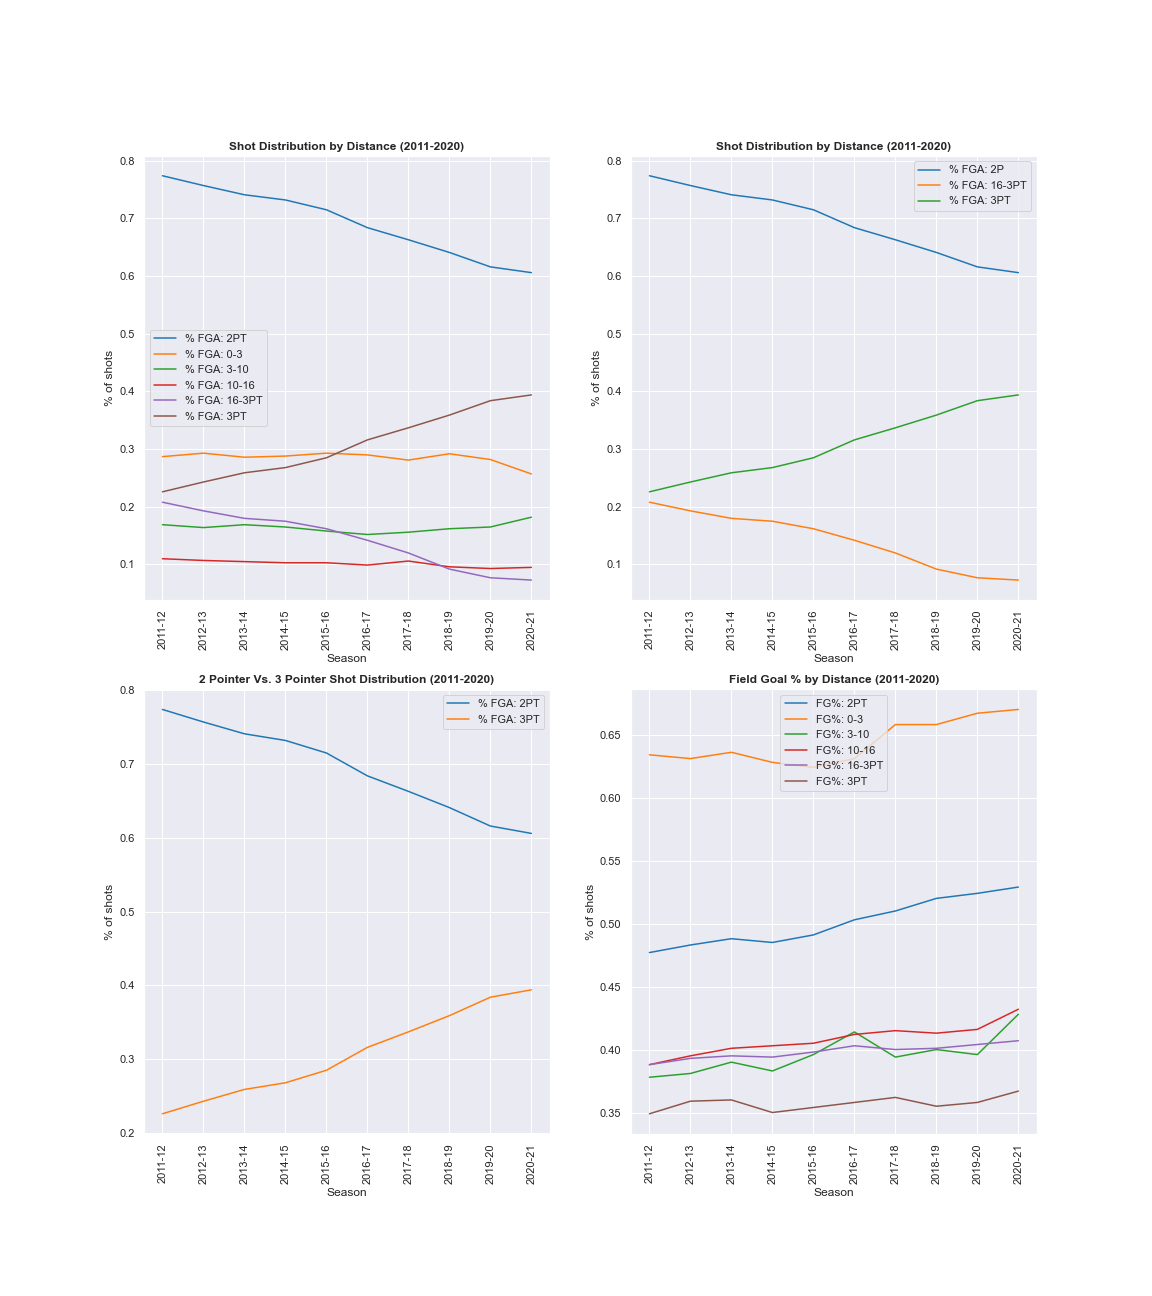 Shot Distribution by Distance (2011-2020)
% of shots
0.8
0.7
0.6
0.5
0.4
0.3
0.2
0.1
% FGA: 2PT
% FGA: 0-3
% FGA: 3-10
% FGA: 10-16
% FGA: 16-3PT
% FGA: 3PT
2011-12
2012-13
2013-14
2014-15
2015-16
2016-17
2017-18
2018-19
2019-20
2020-21
Season
Shot Distribution by Distance (2011-2020)
% of shots
0.8
0.7
0.6
0.5
0.4
0.3
0.2
0.1
% FGA: 2P
% FGA: 16-3PT
% FGA: 3PT
2011-12
2012-13
2013-14
2014-15
2015-16
2016-17
2017-18
2018-19
2019-20
2020-21
Season
2 Pointer Vs. 3 Pointer Shot Distribution (2011-2020)
% of shots
0.8
0.7
0.6
0.5
0.4
0.3
0.2
% FGA: 2PT
% FGA: 3PT
2011-12
2012-13
2013-14
2014-15
2015-16
2016-17
2017-18
2018-19
2019-20
2020-21
Season
Field Goal % by Distance (2011-2020)
% of shots
0.65
0.60
0.55
0.50
0.45
0.40
0.35
FG%: 2PT
FG%: 0-3
FG%: 3-10
FG%: 10-16
FG%: 16-3PT
FG%: 3PT
2011-12
2012-13
2013-14
2014-15
2015-16
2016-17
2017-18
2018-19
2019-20
2020-21
Season